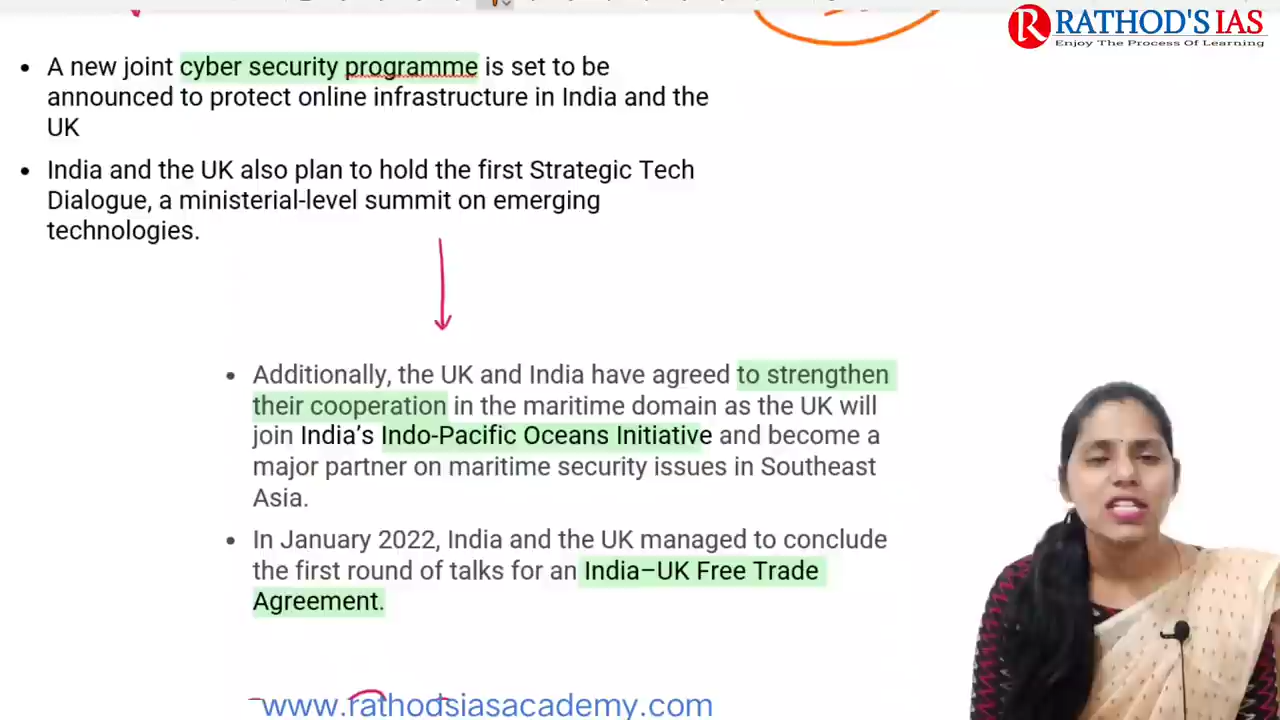 RATHOD'S IAS
Enjoy The Process Of Learning
• A new joint cyber security programme is set to be
announced to protect online infrastructure in India and the
UK
• India and the UK also plan to hold the first Strategic Tech
Dialogue, a ministerial-level summit on emerging
technologies.
• Additionally, the UK and India have agreed to strengthen
their cooperation in the maritime domain as the UK will
join India’s Indo-Pacific Oceans Initiative and become a
major partner on maritime security issues in Southeast
Asia.
• In January 2022, India and the UK managed to conclude
the first round of talks for an India–UK Free Trade
Agreement.
www.rathodsiasacademy.com